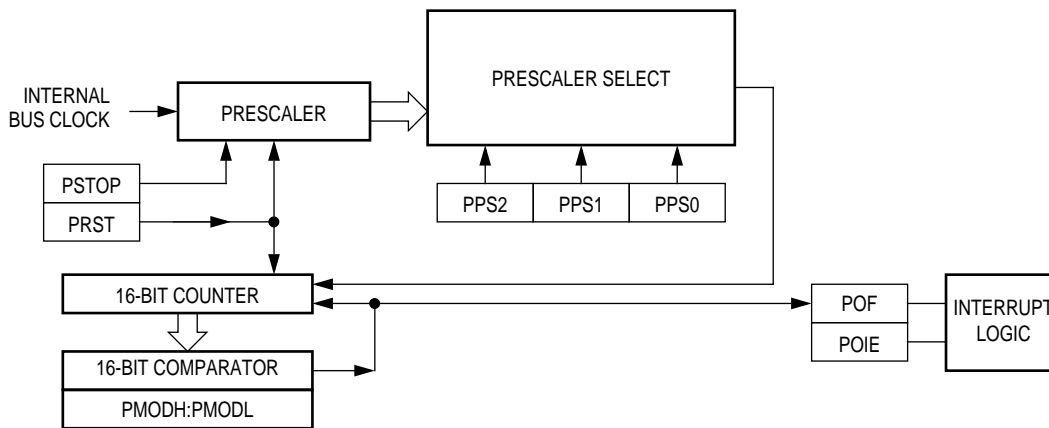 PRESCALER SELECT
INTERNAL
BUS CLOCK
PRESCALER
PSTOP
PRST
PPS2 PPS1 PPS0
16-BIT COUNTER
POF
POIE
INTERRUPT
LOGIC
16-BIT COMPARATOR
PMODH:PMODL